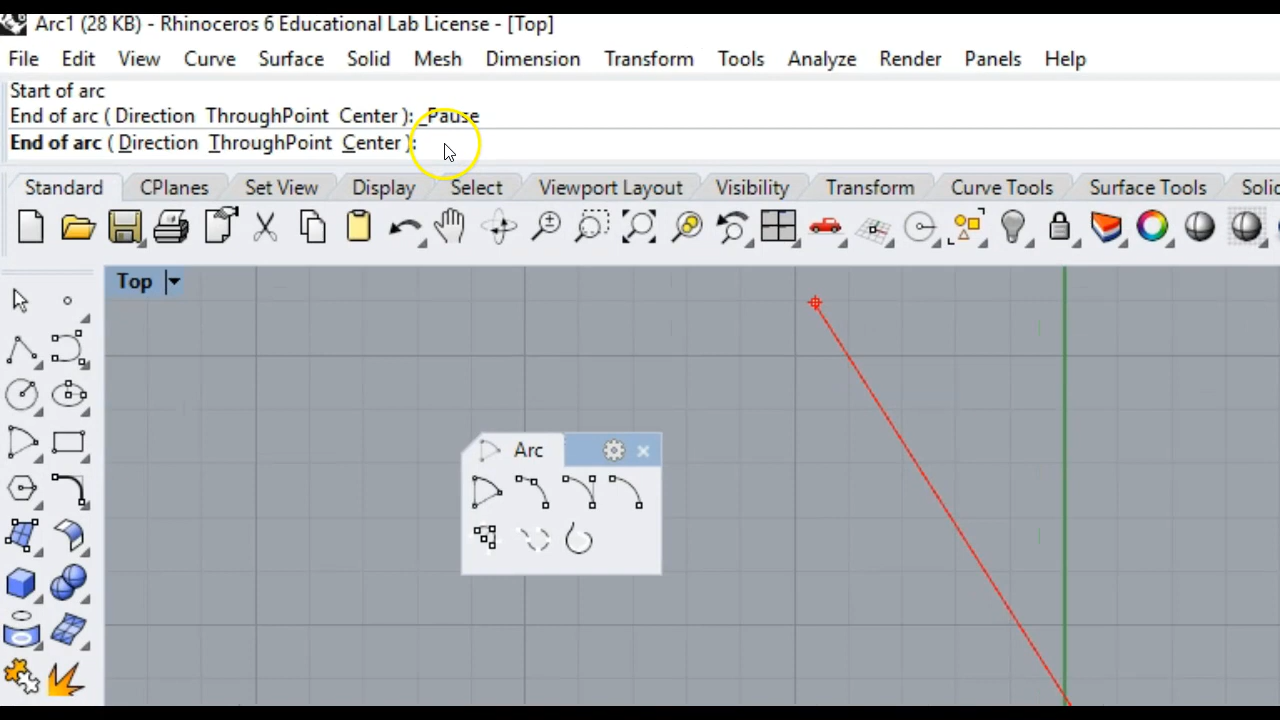 Arc1 (28 KB) - Rhinoceros 6 Educational Lab License - [Top]
File Edit View Curve Surface Solid Mesh Dimension Transform Tools Analyze Render Panels Help
Start of arc
End of arc ( Direction ThroughPoint Center ): _Pause
End of arc ( Direction ThroughPoint Center ):
Standard CPlanes Set View Display Select Viewport Layout Visibility Transform Curve Tools Surface Tools Solid
Top
Arc